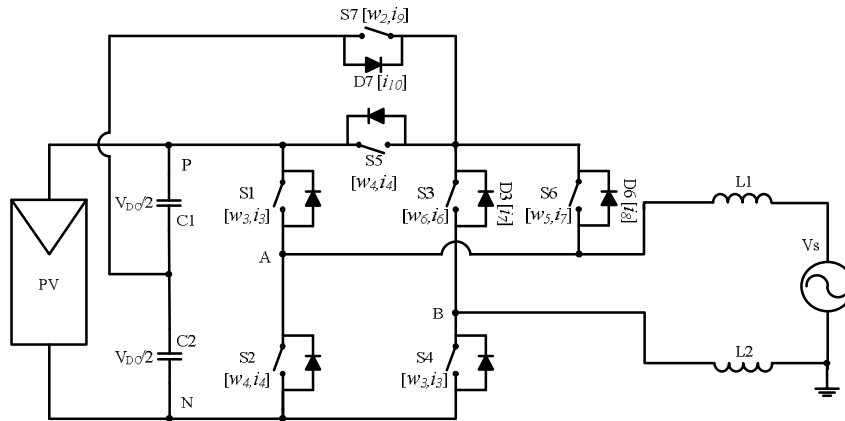 S7 [w2,i9]
D7 [i10]
P
S5
[w4,i4]
VDC/2
C1
S1
[w3,i3]
S3
[w6,i6]
D3 [i7]
S6
[w5,i7]
D6 [i8]
L1
Vs
A
PV
B
C2
VDC/2
S2
[w4,i4]
S4
[w3,i3]
L2
N